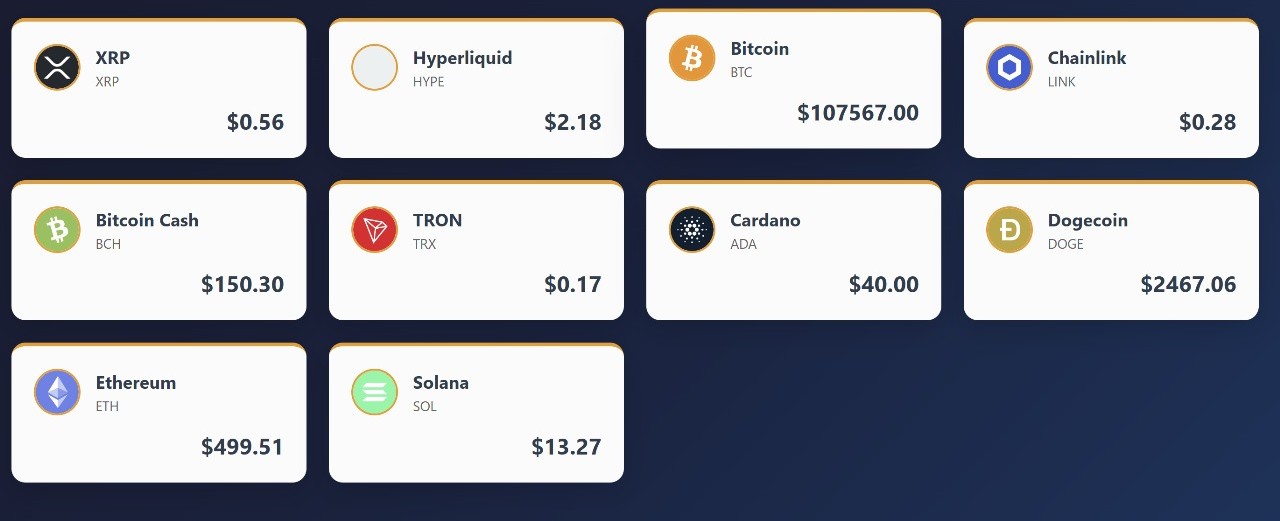 XRP
XRP
$0.56
Hyperliquid
HYPE
$2.18
Bitcoin
BTC
$107567.00
Chainlink
LINK
$0.28
Bitcoin Cash
BCH
$150.30
TRON
TRX
$0.17
Cardano
ADA
$40.00
Dogecoin
DOGE
$2467.06
Ethereum
ETH
$499.51
Solana
SOL
$13.27